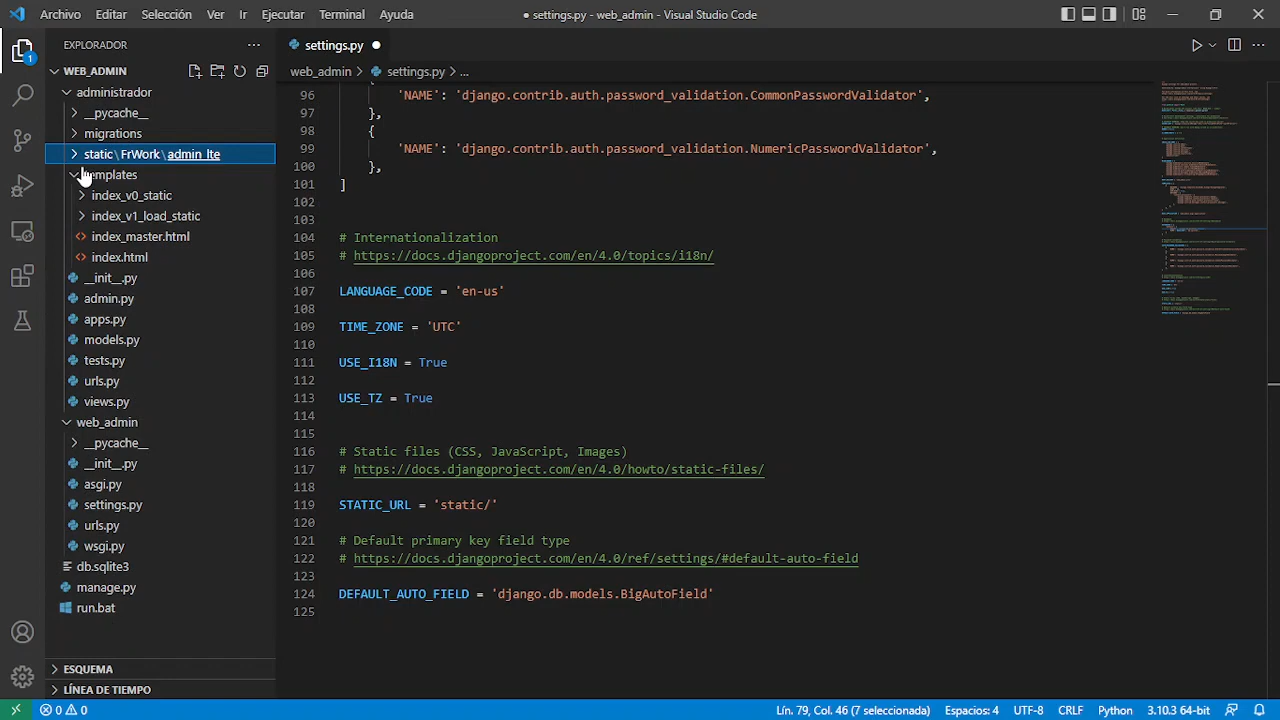 Archivo Editar Selección Ver Ir Ejecutar Terminal Ayuda
● settings.py - web_admin - Visual Studio Code
EXPLORADOR
WEB_ADMIN
administrador
__pycache__
migrations
static\FrWork\admin_lte
index_v0_static
index_v1_load_static
index_master.html
admin.py
apps.py
models.py
tests.py
urls.py
views.py
web_admin
__pycache__
__init__.py
asgi.py
settings.py
urls.py
wsgi.py
db.sqlite3
manage.py
run.bat
ESQUEMA
LÍNEA DE TIEMPO
1
settings.py ●
web_admin > settings.py > ...
96 'NAME': 'django.contrib.auth.password_validation.CommonPasswordValidator',
97 },
98 {
99 'NAME': 'django.contrib.auth.password_validation.NumericPasswordValidator',
100 },
101 ]
102
103
104 # Internationalization
105 # https://docs.djangoproject.com/en/4.0/topics/i18n/
106
107 LANGUAGE_CODE = 'en-us'
108
109 TIME_ZONE = 'UTC'
110
111 USE_I18N = True
112
113 USE_TZ = True
114
115
116 # Static files (CSS, JavaScript, Images)
117 # https://docs.djangoproject.com/en/4.0/howto/static-files/
118
119 STATIC_URL = 'static/'
120
121 # Default primary key field type
122 # https://docs.djangoproject.com/en/4.0/ref/settings/#default-auto-field
123
124 DEFAULT_AUTO_FIELD = 'django.db.models.BigAutoField'
125
0 0
Lín. 79, Col. 46 (7 seleccionada) Espacios: 4 UTF-8 CRLF Python 3.10.3 64-bit